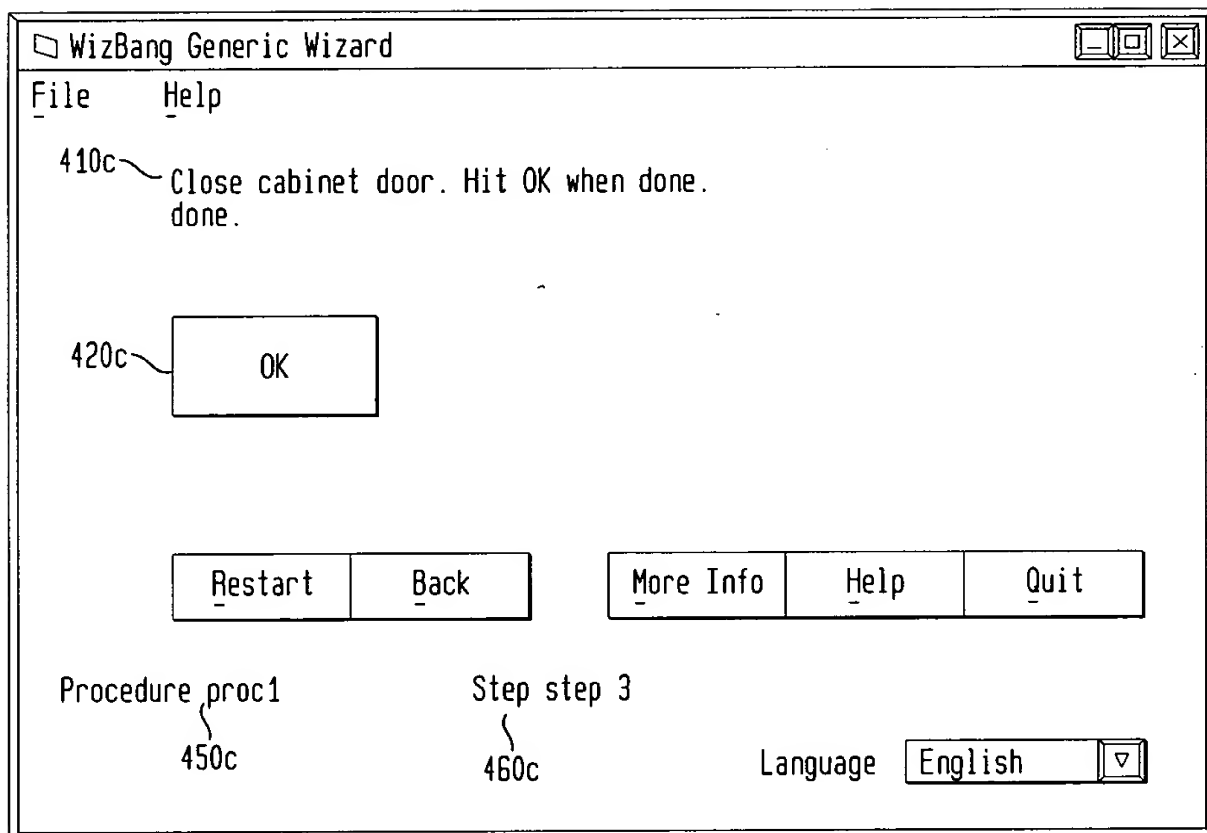 WizBang Generic Wizard
File Help
410c
Close cabinet door. Hit OK when done.
done.
420c
OK
Restart Back More Info Help Quit
Procedure proc1 Step step 3
450c 460c
Language English